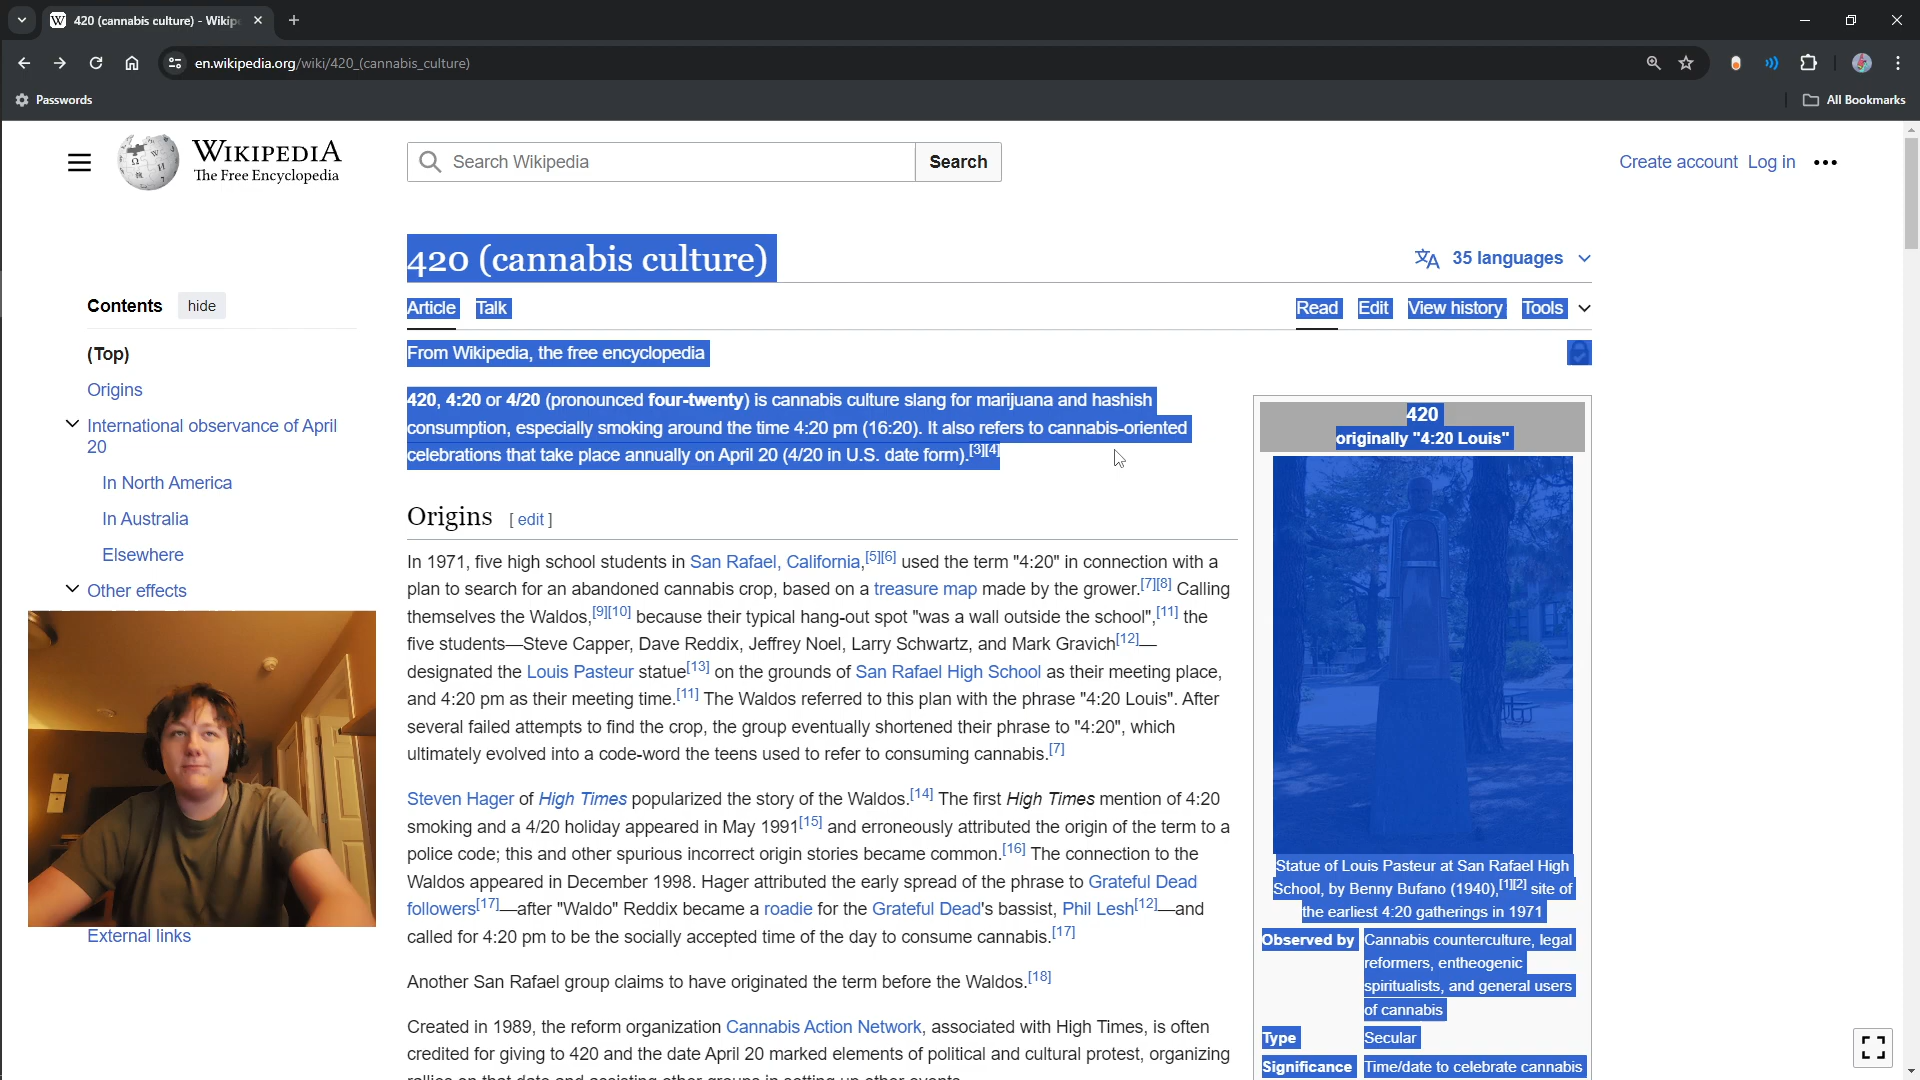 420 (cannabis culture) - Wikip
en.wikipedia.org/wiki/420_(cannabis_culture)
Passwords
All Bookmarks
WIKIPEDIA
The Free Encyclopedia
Search Wikipedia
Search
Create account Log in
420 (cannabis culture)
35 languages
Article Talk
Read Edit View history Tools
From Wikipedia, the free encyclopedia
Contents hide
(Top)
Origins
International observance of April
20
In North America
In Australia
Elsewhere
Other effects
External links
420, 4:20 or 4/20 (pronounced four-twenty) is cannabis culture slang for marijuana and hashish
consumption, especially smoking around the time 4:20 pm (16:20). It also refers to cannabis-oriented
celebrations that take place annually on April 20 (4/20 in U.S. date form).[3][4]
Origins [ edit ]
In 1971, five high school students in San Rafael, California,[5][6] used the term "4:20" in connection with a
plan to search for an abandoned cannabis crop, based on a treasure map made by the grower.[7][8] Calling
themselves the Waldos,[9][10] because their typical hang-out spot "was a wall outside the school",[11] the
five students—Steve Capper, Dave Reddix, Jeffrey Noel, Larry Schwartz, and Mark Gravich[12]—
designated the Louis Pasteur statue[13] on the grounds of San Rafael High School as their meeting place,
and 4:20 pm as their meeting time.[11] The Waldos referred to this plan with the phrase "4:20 Louis". After
several failed attempts to find the crop, the group eventually shortened their phrase to "4:20", which
ultimately evolved into a code-word the teens used to refer to consuming cannabis.[7]
Steven Hager of High Times popularized the story of the Waldos.[14] The first High Times mention of 4:20
smoking and a 4/20 holiday appeared in May 1991[15] and erroneously attributed the origin of the term to a
police code; this and other spurious incorrect origin stories became common.[16] The connection to the
Waldos appeared in December 1998. Hager attributed the early spread of the phrase to Grateful Dead
followers[17]—after "Waldo" Reddix became a roadie for the Grateful Dead's bassist, Phil Lesh[12]—and
called for 4:20 pm to be the socially accepted time of the day to consume cannabis.[17]
Another San Rafael group claims to have originated the term before the Waldos.[18]
Created in 1989, the reform organization Cannabis Action Network, associated with High Times, is often
credited for giving to 420 and the date April 20 marked elements of political and cultural protest, organizing
420
originally "4:20 Louis"
Statue of Louis Pasteur at San Rafael High
School, by Benny Bufano (1940),[1][2] site of
the earliest 4:20 gatherings in 1971
Observed by Cannabis counterculture, legal
reformers, entheogenic
spiritualists, and general users
of cannabis
Type Secular
Significance Time/date to celebrate cannabis